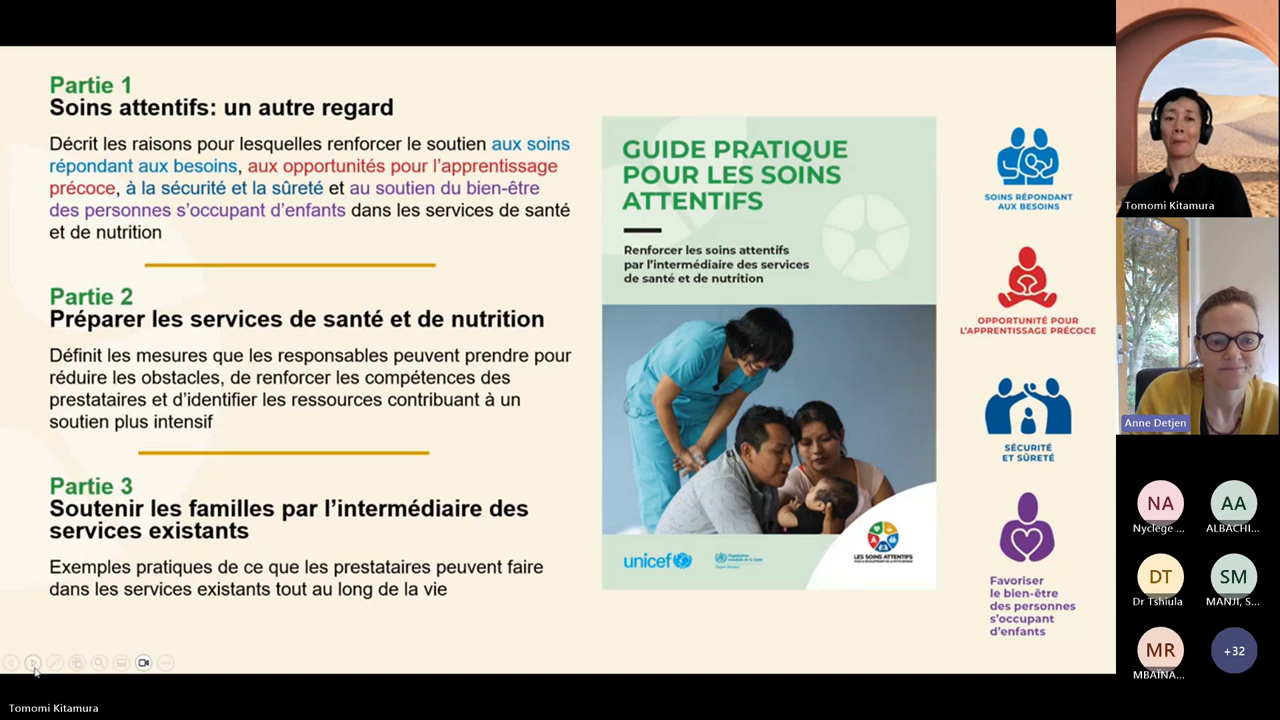 Partie 1
Soins attentifs: un autre regard
Décrit les raisons pour lesquelles renforcer le soutien aux soins
répondant aux besoins, aux opportunités pour l'apprentissage
précoce, à la sécurité et la sûreté et au soutien du bien-être
des personnes s'occupant d'enfants dans les services de santé
et de nutrition
Partie 2
Préparer les services de santé et de nutrition
Définit les mesures que les responsables peuvent prendre pour
réduire les obstacles, de renforcer les compétences des
prestataires et d'identifier les ressources contribuant à un
soutien plus intensif
Partie 3
Soutenir les familles par l'intermédiaire des
services existants
Exemples pratiques de ce que les prestataires peuvent faire
dans les services existants tout au long de la vie
GUIDE PRATIQUE
POUR LES SOINS
ATTENTIFS
Renforcer les soins attentifs
par l'intermédiaire des services
de santé et de nutrition
unicef
Organisation
mondiale de la Santé
LES SOINS ATTENTIFS
SOINS RÉPONDANT
AUX BESOINS
OPPORTUNITÉ POUR
L'APPRENTISSAGE PRÉCOCE
SÉCURITÉ
ET SÛRETÉ
Favoriser
le bien-être
des personnes
s'occupant
d'enfants
Tomomi Kitamura
Anne Detjen
NA
Nyclege ...
AA
ALBACHI...
DT
Dr Tshiula
SM
MANJI, S...
MR
MBAÏNA...
+32
Tomomi Kitamura